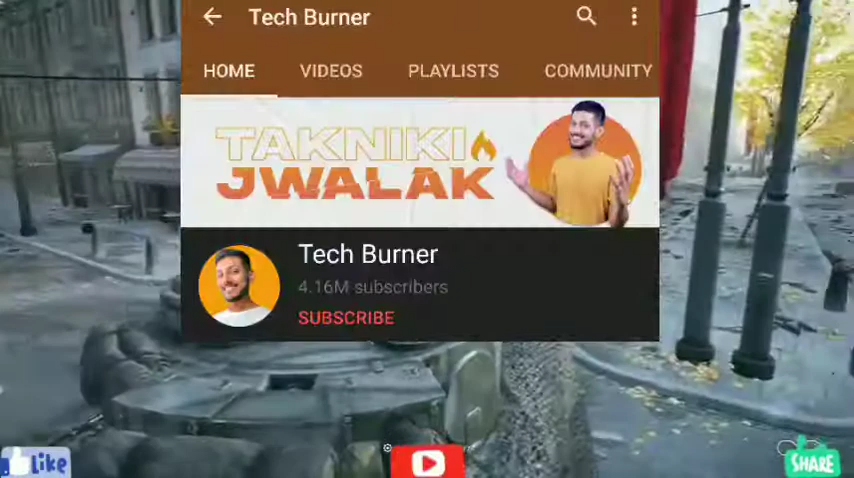 Tech Burner
HOME VIDEOS PLAYLISTS COMMUNITY
TAKNIKI
JWALAK
Tech Burner
4.16M subscribers
SUBSCRIBE
Like
SHARE